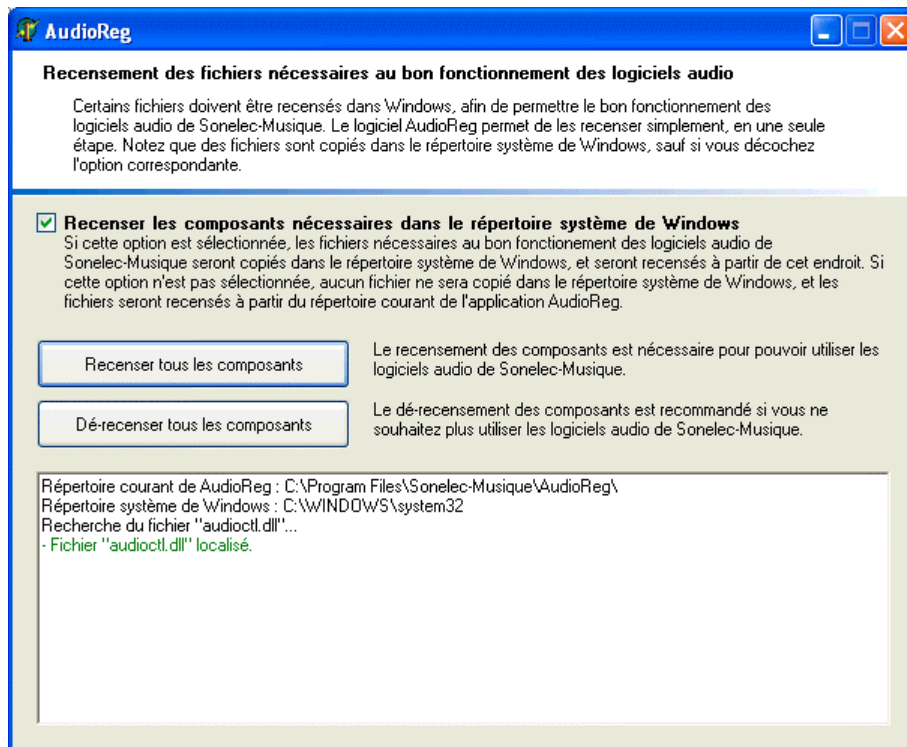 AudioReg
Recensement des fichiers nécessaires au bon fonctionnement des logiciels audio
Certains fichiers doivent être recensés dans Windows, afin de permettre le bon fonctionnement des
logiciels audio de Sonelec-Musique. Le logiciel AudioReg permet de les recenser simplement, en une seule
étape. Notez que des fichiers sont copiés dans le répertoire système de Windows, sauf si vous décochez
l'option correspondante.
Recenser les composants nécessaires dans le répertoire système de Windows
Si cette option est sélectionnée, les fichiers nécessaires au bon fonctionement des logiciels audio de
Sonelec-Musique seront copiés dans le répertoire système de Windows, et seront recensés à partir de cet endroit. Si
cette option n'est pas sélectionnée, aucun fichier ne sera copié dans le répertoire système de Windows, et les
fichiers seront recensés à partir du répertoire courant de l'application AudioReg.
Recenser tous les composants
Le recensement des composants est nécessaire pour pouvoir utiliser les
logiciels audio de Sonelec-Musique.
Dé-recenser tous les composants
Le dé-recensement des composants est recommandé si vous ne
souhaitez plus utiliser les logiciels audio de Sonelec-Musique.
Répertoire courant de AudioReg : C:\Program Files\Sonelec-Musique\AudioReg\
Répertoire système de Windows : C:\WINDOWS\system32
Recherche du fichier "audioctl.dll"...
- Fichier "audioctl.dll" localisé.